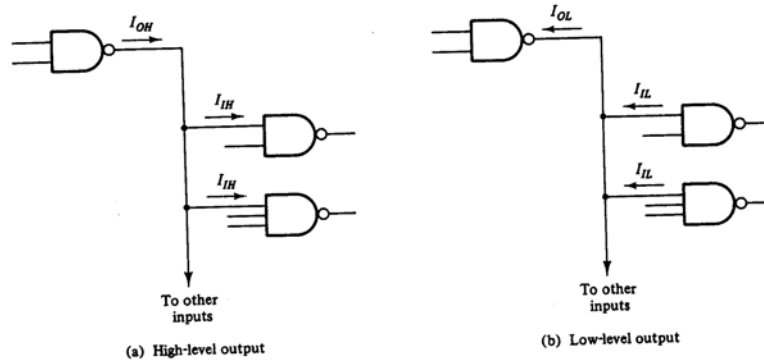 I_OH
I_IH
I_IH
To other
inputs
(a) High-level output
I_OL
I_IL
I_IL
To other
inputs
(b) Low-level output